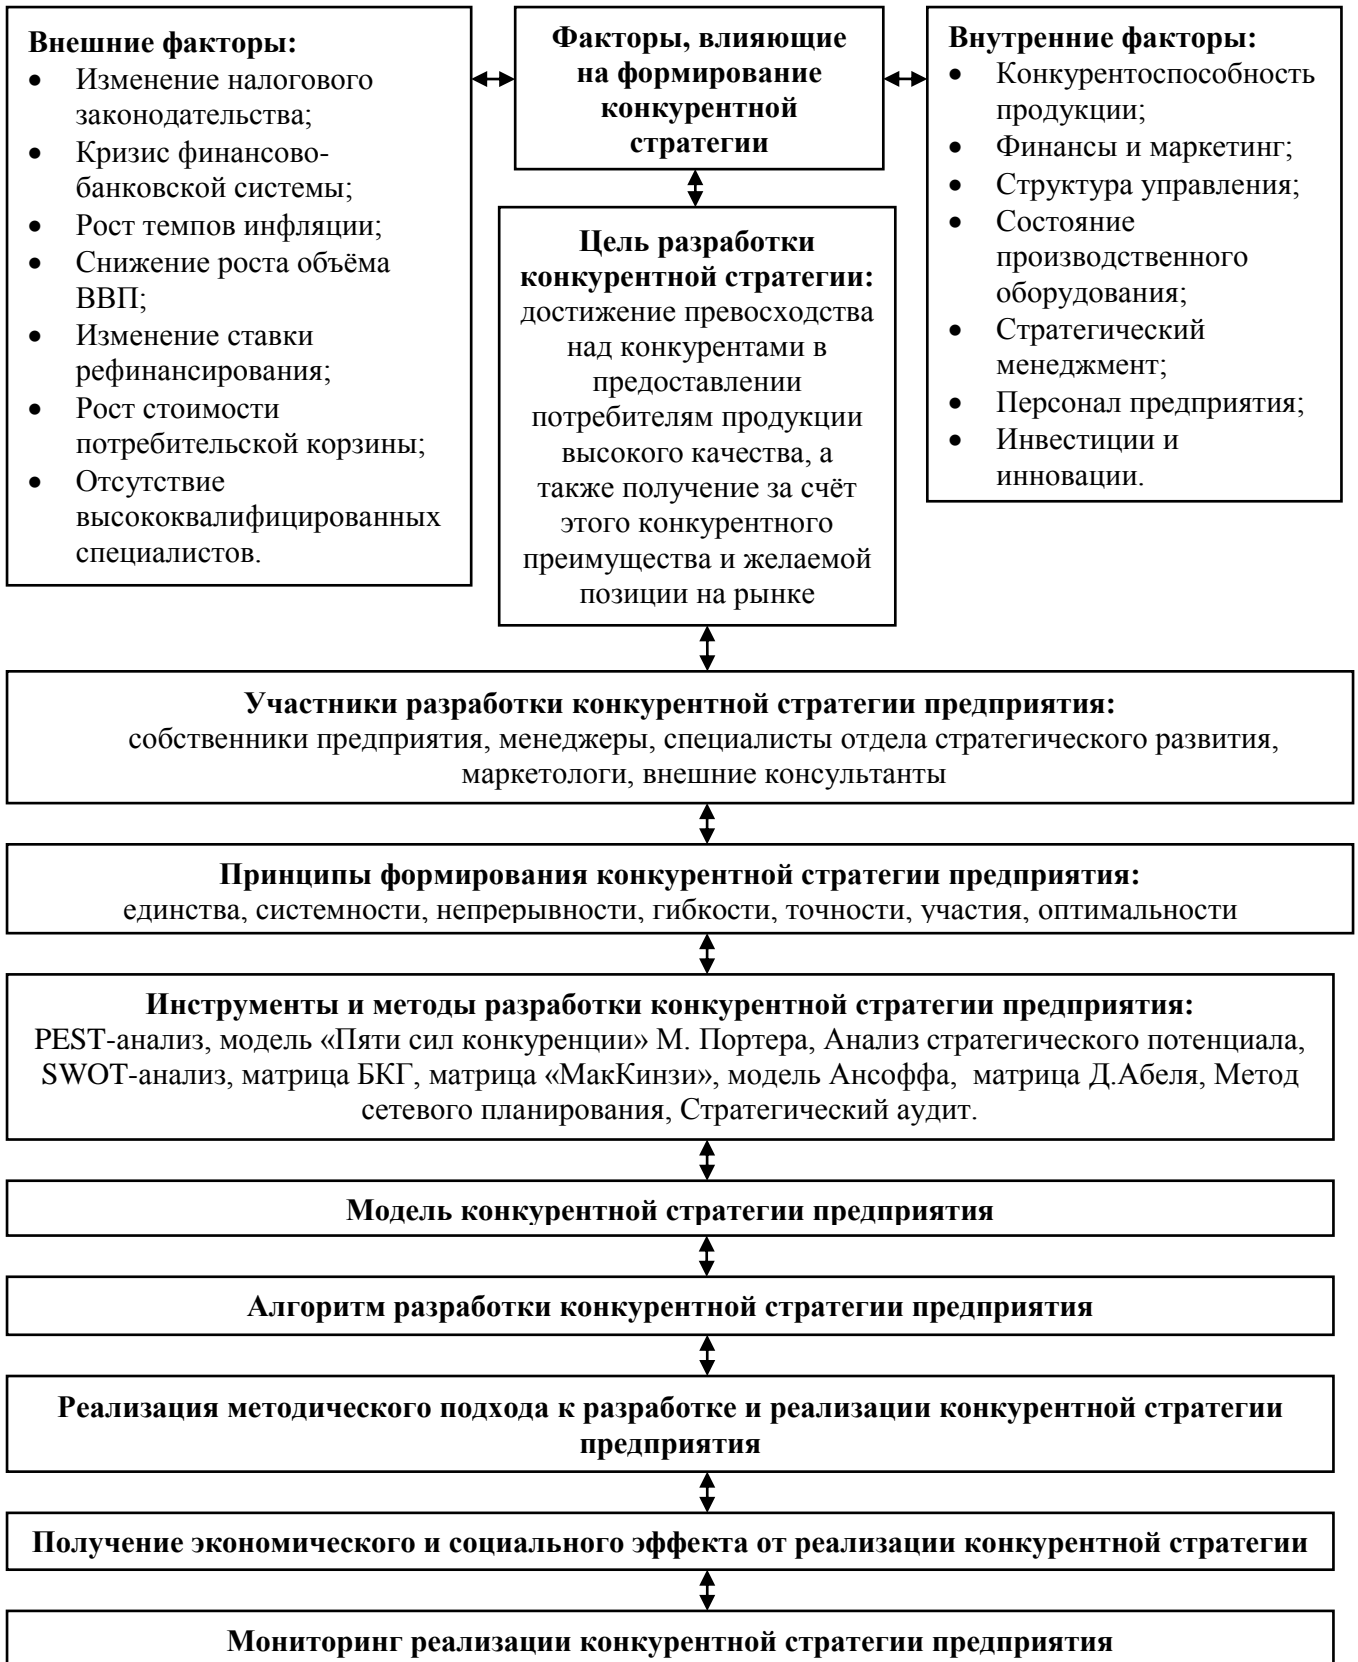 Внешние факторы:
• Изменение налогового
законодательства;
• Кризис финансово-
банковской системы;
• Рост темпов инфляции;
• Снижение роста объёма
ВВП;
• Изменение ставки
рефинансирования;
• Рост стоимости
потребительской корзины;
• Отсутствие
высококвалифицированных
специалистов.
Факторы, влияющие
на формирование
конкурентной
стратегии
Внутренние факторы:
• Конкурентоспособность
продукции;
• Финансы и маркетинг;
• Структура управления;
• Состояние
производственного
оборудования;
• Стратегический
менеджмент;
• Персонал предприятия;
• Инвестиции и
инновации.
Цель разработки
конкурентной стратегии:
достижение превосходства
над конкурентами в
предоставлении
потребителям продукции
высокого качества, а
также получение за счёт
этого конкурентного
преимущества и желаемой
позиции на рынке
Участники разработки конкурентной стратегии предприятия:
собственники предприятия, менеджеры, специалисты отдела стратегического развития,
маркетологи, внешние консультанты
Принципы формирования конкурентной стратегии предприятия:
единства, системности, непрерывности, гибкости, точности, участия, оптимальности
Инструменты и методы разработки конкурентной стратегии предприятия:
PEST-анализ, модель «Пяти сил конкуренции» М. Портера, Анализ стратегического потенциала,
SWOT-анализ, матрица БКГ, матрица «МакКинзи», модель Ансоффа, матрица Д.Абеля, Метод
сетевого планирования, Стратегический аудит.
Модель конкурентной стратегии предприятия
Алгоритм разработки конкурентной стратегии предприятия
Реализация методического подхода к разработке и реализации конкурентной стратегии
предприятия
Получение экономического и социального эффекта от реализации конкурентной стратегии
Мониторинг реализации конкурентной стратегии предприятия